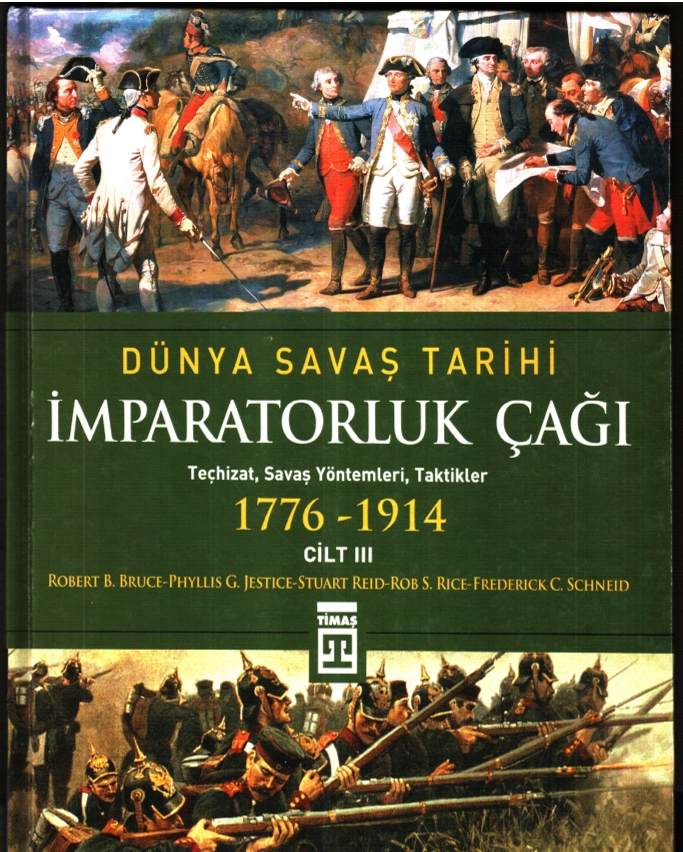 DÜNYA SAVAŞ TARİHİ
İMPARATORLUK ÇAĞI
Teçhizat, Savaş Yöntemleri, Taktikler
1776 - 1914
CİLT III
ROBERT B. BRUCE-PHYLLIS G. JESTICE-STUART REID-ROB S. RICE-FREDERICK C. SCHNEID
TİMAŞ